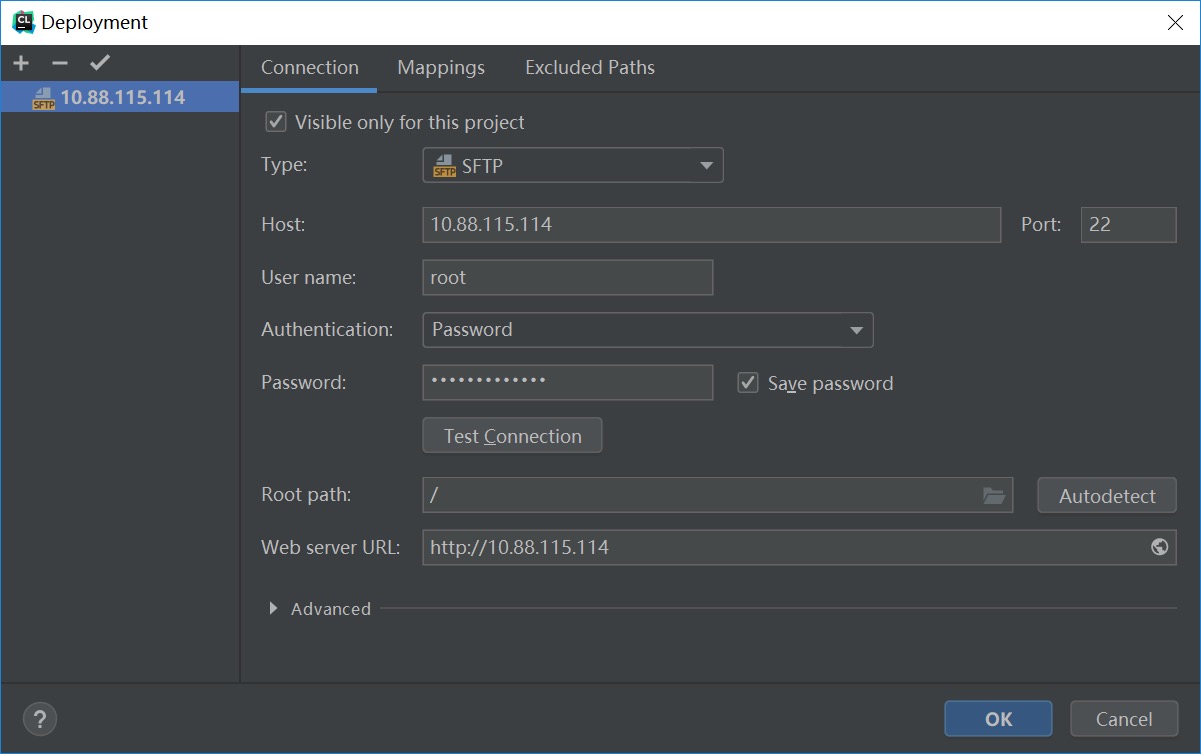 CL Deployment
SFTP 10.88.115.114
Connection Mappings Excluded Paths
Visible only for this project
Type: SFTP SFTP
Host: 10.88.115.114 Port: 22
User name: root
Authentication: Password
Password: ••••••••••••• Save password
Test Connection
Root path: / Autodetect
Web server URL: http://10.88.115.114
Advanced
? OK Cancel